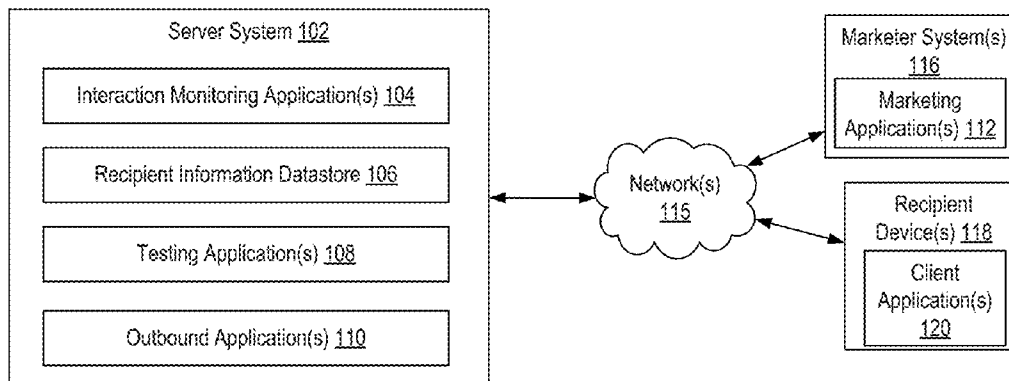 Server System 102
Interaction Monitoring Application(s) 104
Recipient Information Datastore 106
Testing Application(s) 108
Outbound Application(s) 110
Network(s)
115
Marketer System(s)
116
Marketing
Application(s) 112
Recipient
Device(s) 118
Client
Application(s)
120